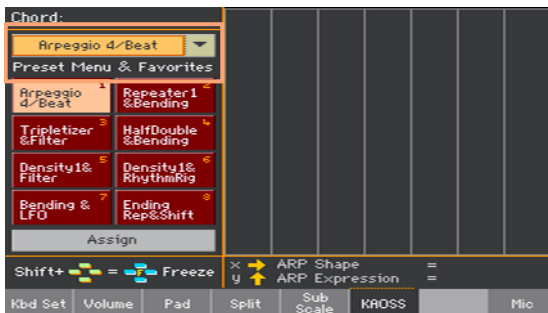 Chord:
Arpeggio 4/Beat
Preset Menu & Favorites
Arpeggio 4/Beat 1
Repeater1 &Bending 2
Tripletizer &Filter 3
HalfDouble &Bending 4
Density1& Filter 5
Density1& RhythmRig 6
Bending & LFO 7
Ending Rep&Shift 8
Assign
Shift+ = F Freeze
x ARP Shape =
y ARP Expression =
Kbd Set Volume Pad Split Sub Scale KAOSS Mic